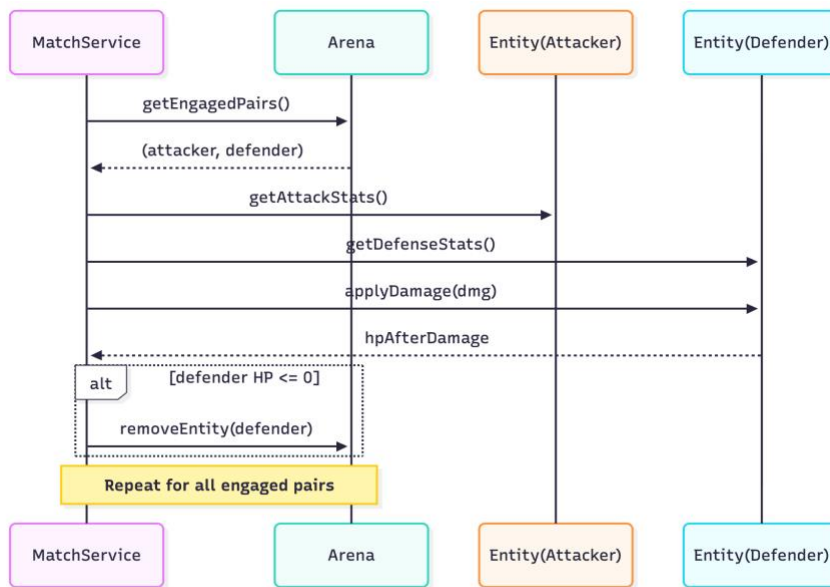 MatchService
Arena
Entity(Attacker)
Entity(Defender)
getEngagedPairs()
(attacker, defender)
getAttackStats()
getDefenseStats()
applyDamage(dmg)
hpAfterDamage
alt
[defender HP <= 0]
removeEntity(defender)
Repeat for all engaged pairs
MatchService
Arena
Entity(Attacker)
Entity(Defender)